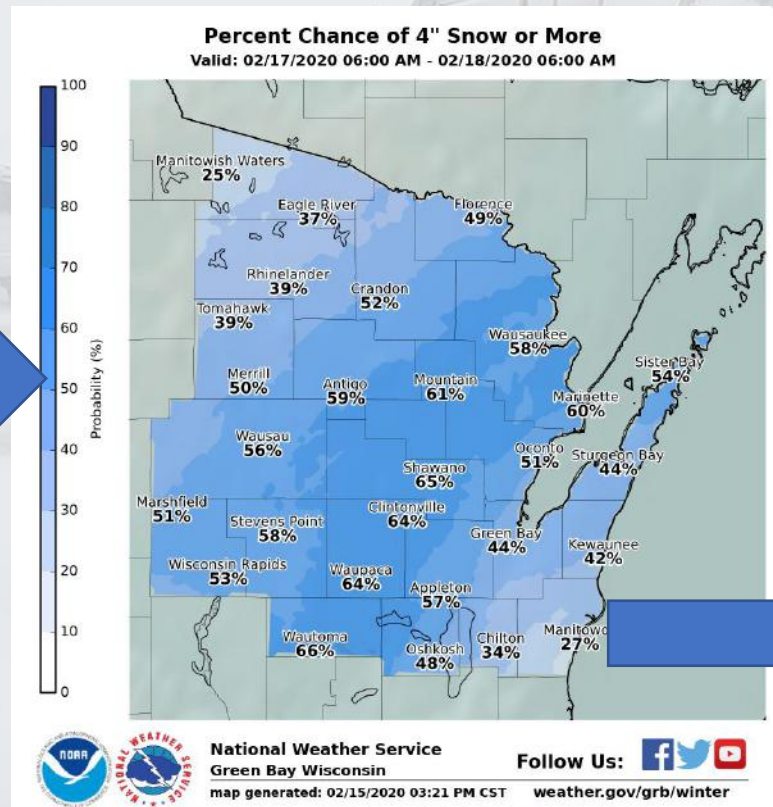 Percent Chance of 4" Snow or More
Valid: 02/17/2020 06:00 AM - 02/18/2020 06:00 AM
100
90
80
70
60
50
40
30
20
10
0
Probability (%)
Manitowish Waters
25%
Eagle River
37%
Florence
49%
Rhinelander
39%
Crandon
52%
Tomahawk
39%
Wausaukee
58%
Sister Bay
54%
Merrill
50%
Antigo
59%
Mountain
61%
Marinette
60%
Wausau
56%
Oconto
51%
Sturgeon Bay
44%
Shawano
65%
Marshfield
51%
Stevens Point
58%
Clintonville
64%
Green Bay
44%
Kewaunee
42%
Wisconsin Rapids
53%
Waupaca
64%
Appleton
57%
Wautoma
66%
Oshkosh
48%
Chilton
34%
Manitowo
27%
NOAA
NATIONAL WEATHER SERVICE
National Weather Service
Green Bay Wisconsin
map generated: 02/15/2020 03:21 PM CST
Follow Us:
weather.gov/grb/winter